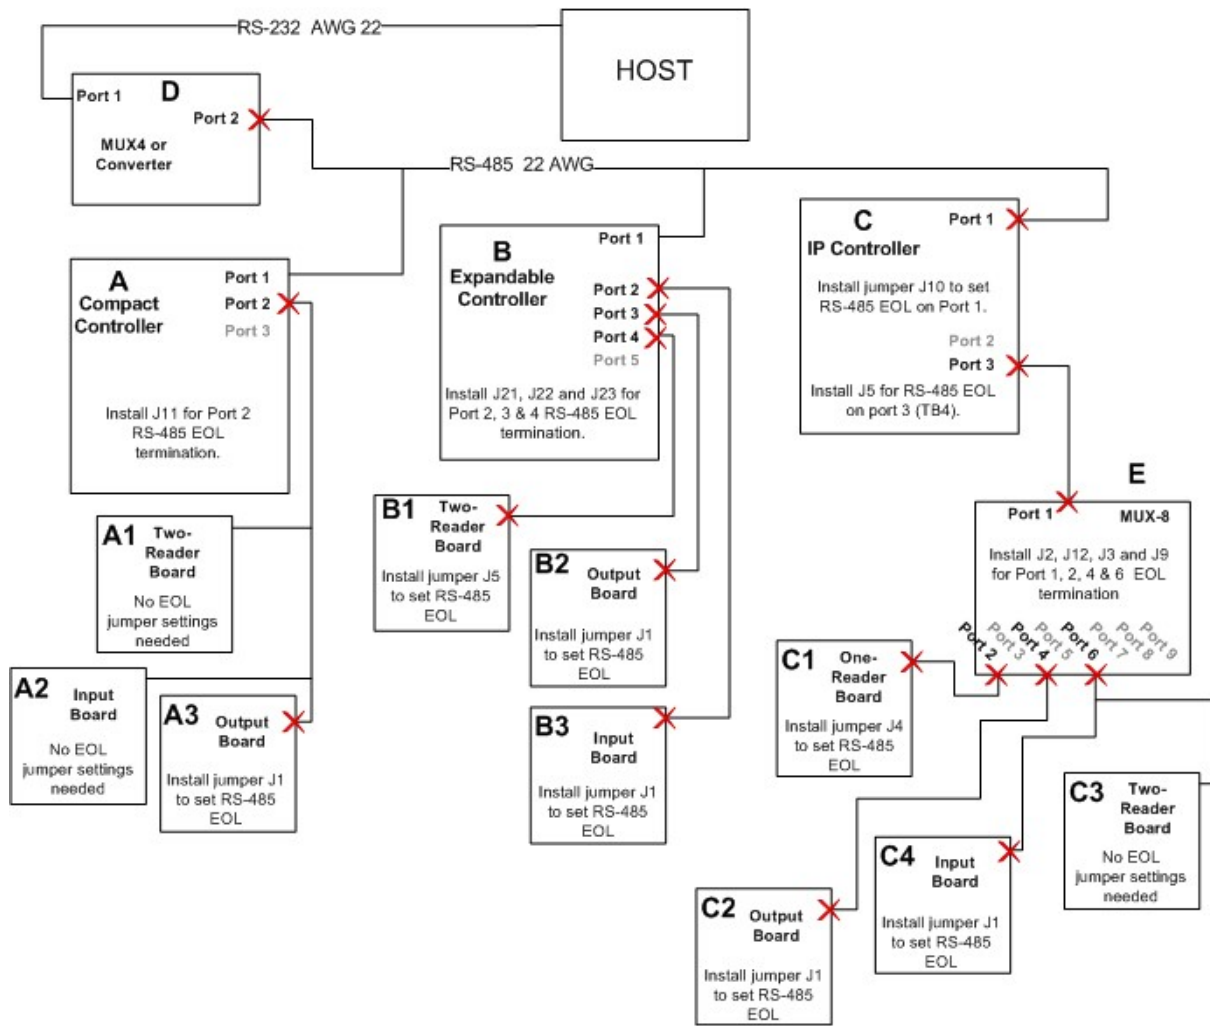 RS-232 AWG 22
HOST
D
Port 1
Port 2
MUX4 or
Converter
RS-485 22 AWG
A
Compact
Controller
Port 1
Port 2
Port 3
Install J11 for Port 2
RS-485 EOL
termination.
B
Expandable
Controller
Port 1
Port 2
Port 3
Port 4
Port 5
Install J21, J22 and J23 for
Port 2, 3 & 4 RS-485 EOL
termination.
C
Port 1
IP Controller
Install jumper J10 to set
RS-485 EOL on Port 1.
Port 2
Port 3
Install J5 for RS-485 EOL
on port 3 (TB4).
E
Port 1
MUX-8
Install J2, J12, J3 and J9
for Port 1, 2, 4 & 6 EOL
termination
Port 2
Port 3
Port 4
Port 5
Port 6
Port 7
Port 8
Port 9
A1
Two-
Reader
Board
No EOL
jumper settings
needed
A2
Input
Board
No EOL
jumper settings
needed
A3
Output
Board
Install jumper J1
to set RS-485
EOL
B1
Two-
Reader
Board
Install jumper J5
to set RS-485
EOL
B2
Output
Board
Install jumper J1
to set RS-485
EOL
B3
Input
Board
Install jumper J1
to set RS-485
EOL
C1
One-
Reader
Board
Install jumper J4
to set RS-485
EOL
C3
Two-
Reader
Board
No EOL
jumper settings
needed
C4
Input
Board
Install jumper J1
to set RS-485
EOL
C2
Output
Board
Install jumper J1
to set RS-485
EOL